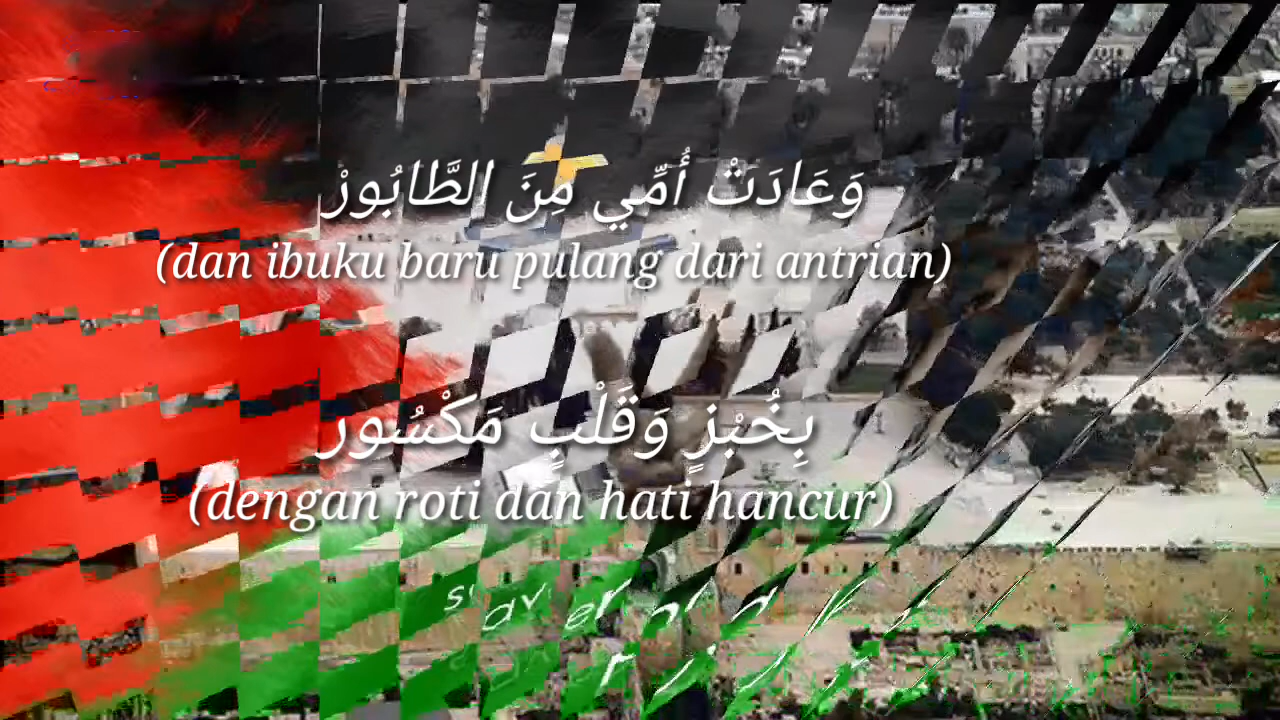 وَعَادَتْ أُمِّي مِنَ الطَّابُورْ
(dan ibuku baru pulang dari antrian)
بِخُبْزٍ وَقَلْبٍ مَكْسُور
(dengan roti dan hati hancur)